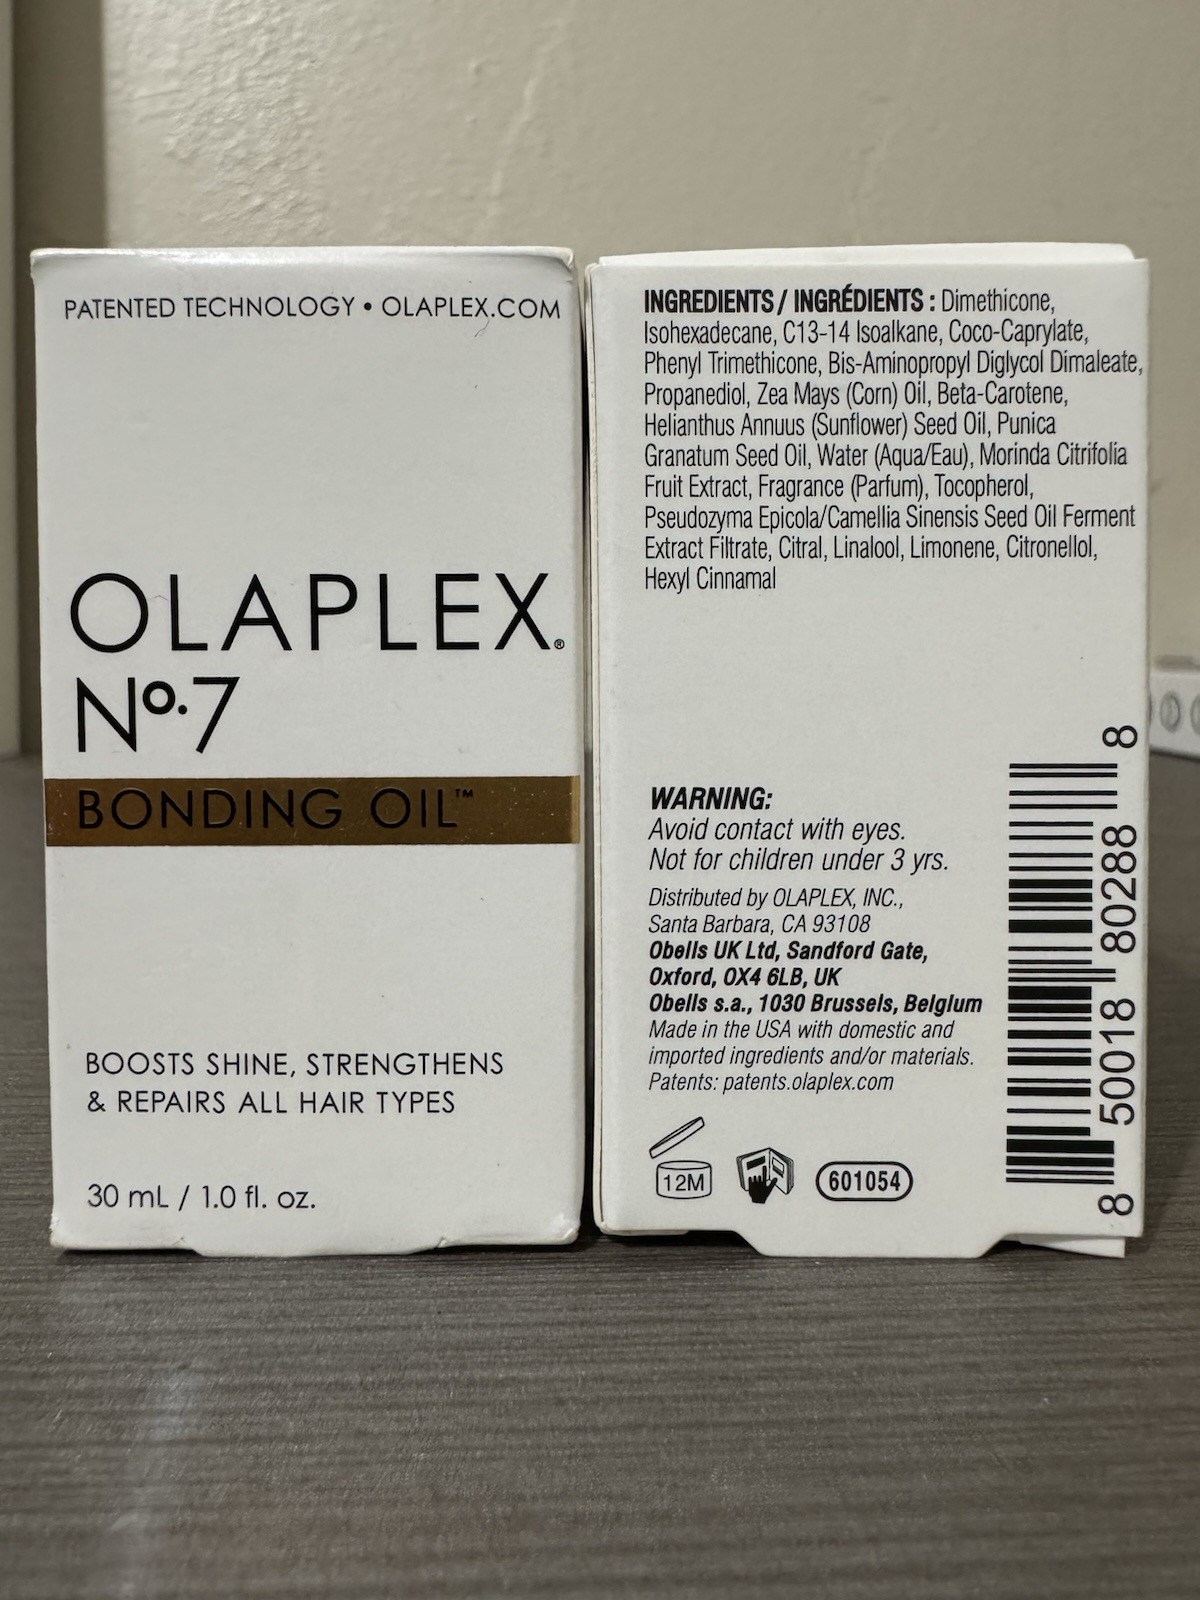 PATENTED TECHNOLOGY • OLAPLEX.COM
OLAPLEX®
Nº.7
BONDING OIL™
BOOSTS SHINE, STRENGTHENS
& REPAIRS ALL HAIR TYPES
30 mL / 1.0 fl. oz.
INGREDIENTS / INGRÉDIENTS : Dimethicone,
Isohexadecane, C13-14 Isoalkane, Coco-Caprylate,
Phenyl Trimethicone, Bis-Aminopropyl Diglycol Dimaleate,
Propanediol, Zea Mays (Corn) Oil, Beta-Carotene,
Helianthus Annuus (Sunflower) Seed Oil, Punica
Granatum Seed Oil, Water (Aqua/Eau), Morinda Citrifolia
Fruit Extract, Fragrance (Parfum), Tocopherol,
Pseudozyma Epicola/Camellia Sinensis Seed Oil Ferment
Extract Filtrate, Citral, Linalool, Limonene, Citronellol,
Hexyl Cinnamal
WARNING:
Avoid contact with eyes.
Not for children under 3 yrs.
Distributed by OLAPLEX, INC.,
Santa Barbara, CA 93108
Obells UK Ltd, Sandford Gate,
Oxford, OX4 6LB, UK
Obells s.a., 1030 Brussels, Belgium
Made in the USA with domestic and
imported ingredients and/or materials.
Patents: patents.olaplex.com
12M
601054
8 50018 80288 8